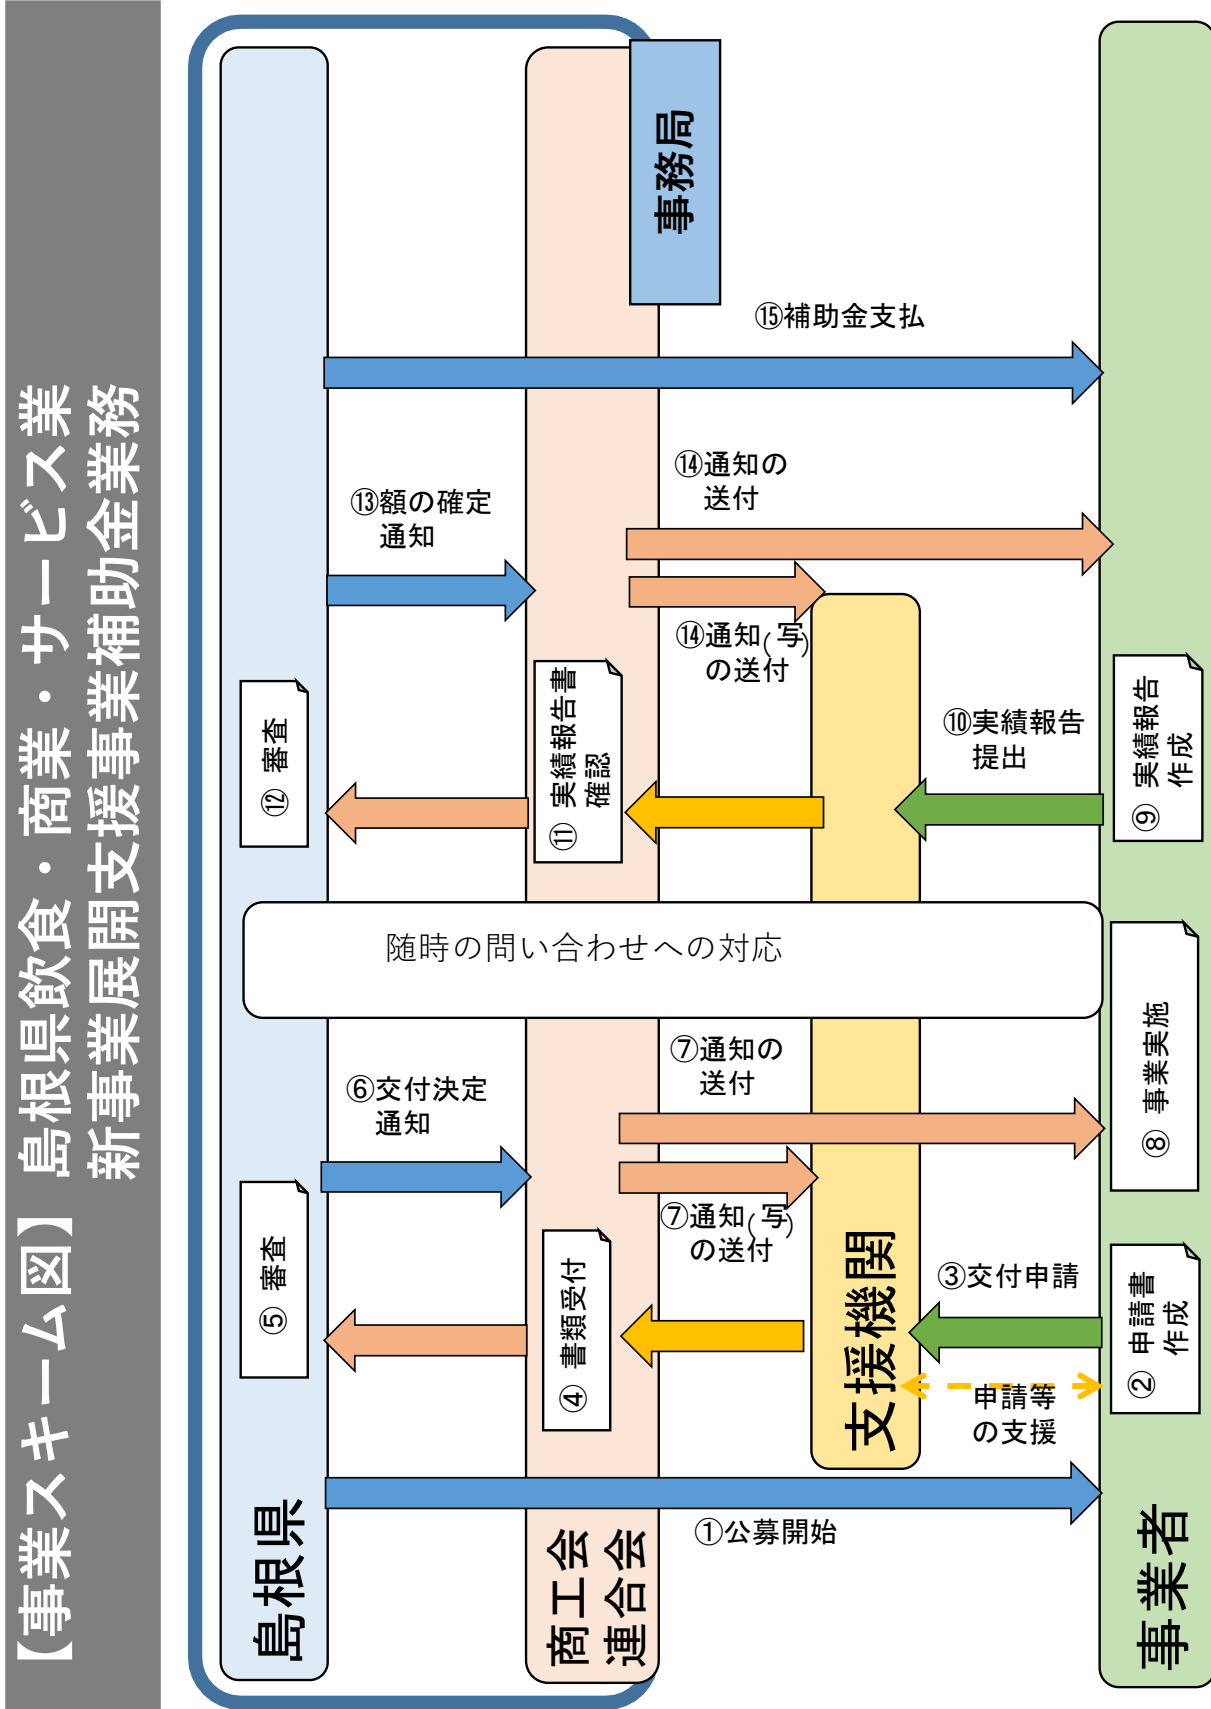 【事業スキーム図】 島根県飲食・商業・サービス業
新事業展開支援事業補助金業務
島根県
商工会
連合会
事務局
支援機関
事業者
①公募開始
② 申請書
作成
申請等
の支援
③交付申請
④ 書類受付
⑤ 審査
⑥交付決定
通知
⑦通知(写)
の送付
⑦通知の
送付
⑧ 事業実施
随時の問い合わせへの対応
⑨ 実績報告
作成
⑩実績報告
提出
⑪ 実績報告書
確認
⑫ 審査
⑬額の確定
通知
⑭通知(写)
の送付
⑭通知の
送付
⑮補助金支払